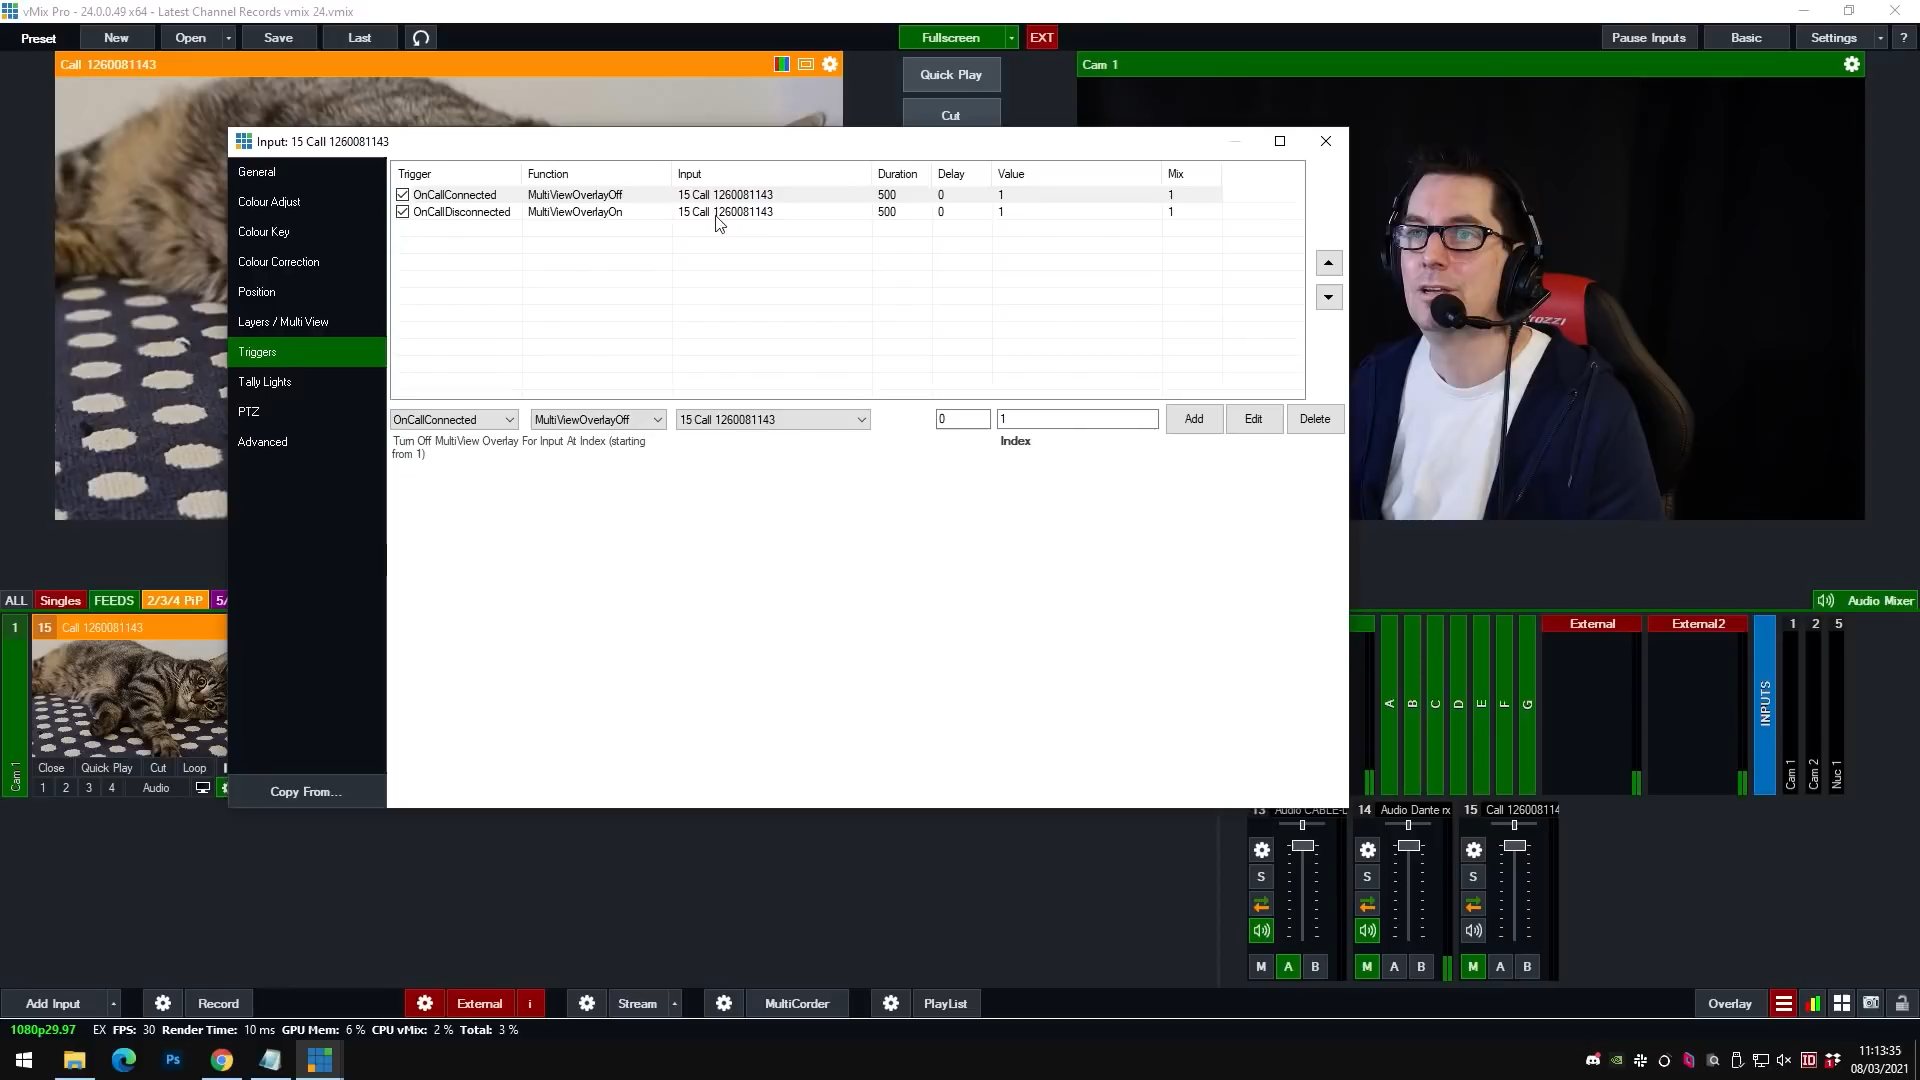 vMix Pro - 24.0.0.49 x64 - Latest Channel Records vmix 24.vmix
Preset New Open Save Last Fullscreen EXT Pause Inputs Basic Settings ?
Call 1260081143
Quick Play
Cut
Cam 1
Input: 15 Call 1260081143
General
Colour Adjust
Colour Key
Colour Correction
Position
Layers / Multi View
Triggers
Tally Lights
PTZ
Advanced
Copy From...
Trigger Function Input Duration Delay Value Mix
OnCallConnected MultiViewOverlayOff 15 Call 1260081143 500 0 1 1
OnCallDisconnected MultiViewOverlayOn 15 Call 1260081143 500 0 1 1
OnCallConnected MultiViewOverlayOff 15 Call 1260081143 0 1 Add Edit Delete
Turn Off MultiView Overlay For Input At Index (starting
from 1)
Index
ALL Singles FEEDS 2/3/4 PiP 5/
Audio Mixer
1 15 Call 1260081143
Cam 1
Close Quick Play Cut Loop
1 2 3 4 Audio
A B C D E F G
External External2
INPUTS
1 2 5
Cam 1 Cam 2 Nuc 1
13 Audio CABLE- 14 Audio Dante rx 15 Call 126008114
S S S
M A B M A B M A B
Add Input Record External i Stream MultiCorder PlayList Overlay
1080p29.97 EX FPS: 30 Render Time: 10 ms GPU Mem: 6 % CPU vMix: 2 % Total: 3 %
Ps
11:13:35
08/03/2021